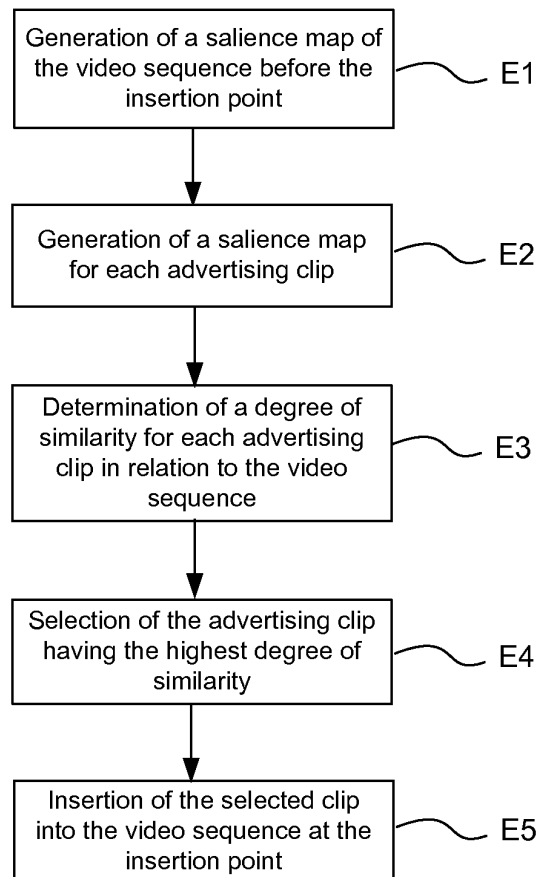 Generation of a salience map of
the video sequence before the
insertion point
E1
Generation of a salience map
for each advertising clip
E2
Determination of a degree of
similarity for each advertising
clip in relation to the video
sequence
E3
Selection of the advertising clip
having the highest degree of
similarity
E4
Insertion of the selected clip
into the video sequence at the
insertion point
E5